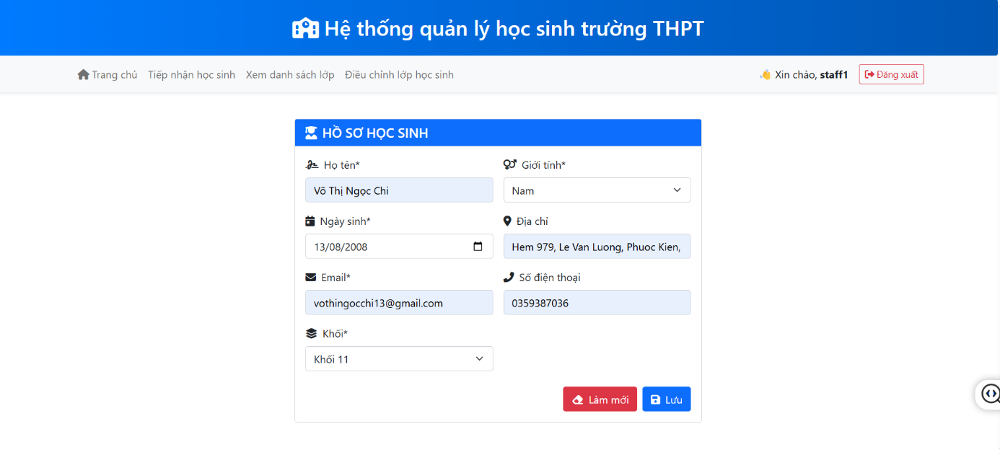 Hệ thống quản lý học sinh trường THPT
Trang chủ Tiếp nhận học sinh Xem danh sách lớp Điều chỉnh lớp học sinh Xin chào, staff1 Đăng xuất
HỒ SƠ HỌC SINH
Họ tên* Giới tính*
Võ Thị Ngọc Chi Nam
Ngày sinh* Địa chỉ
13/08/2008 Hem 979, Le Van Luong, Phuoc Kien,
Email* Số điện thoại
vothingocchi13@gmail.com 0359387036
Khối*
Khối 11
Làm mới Lưu